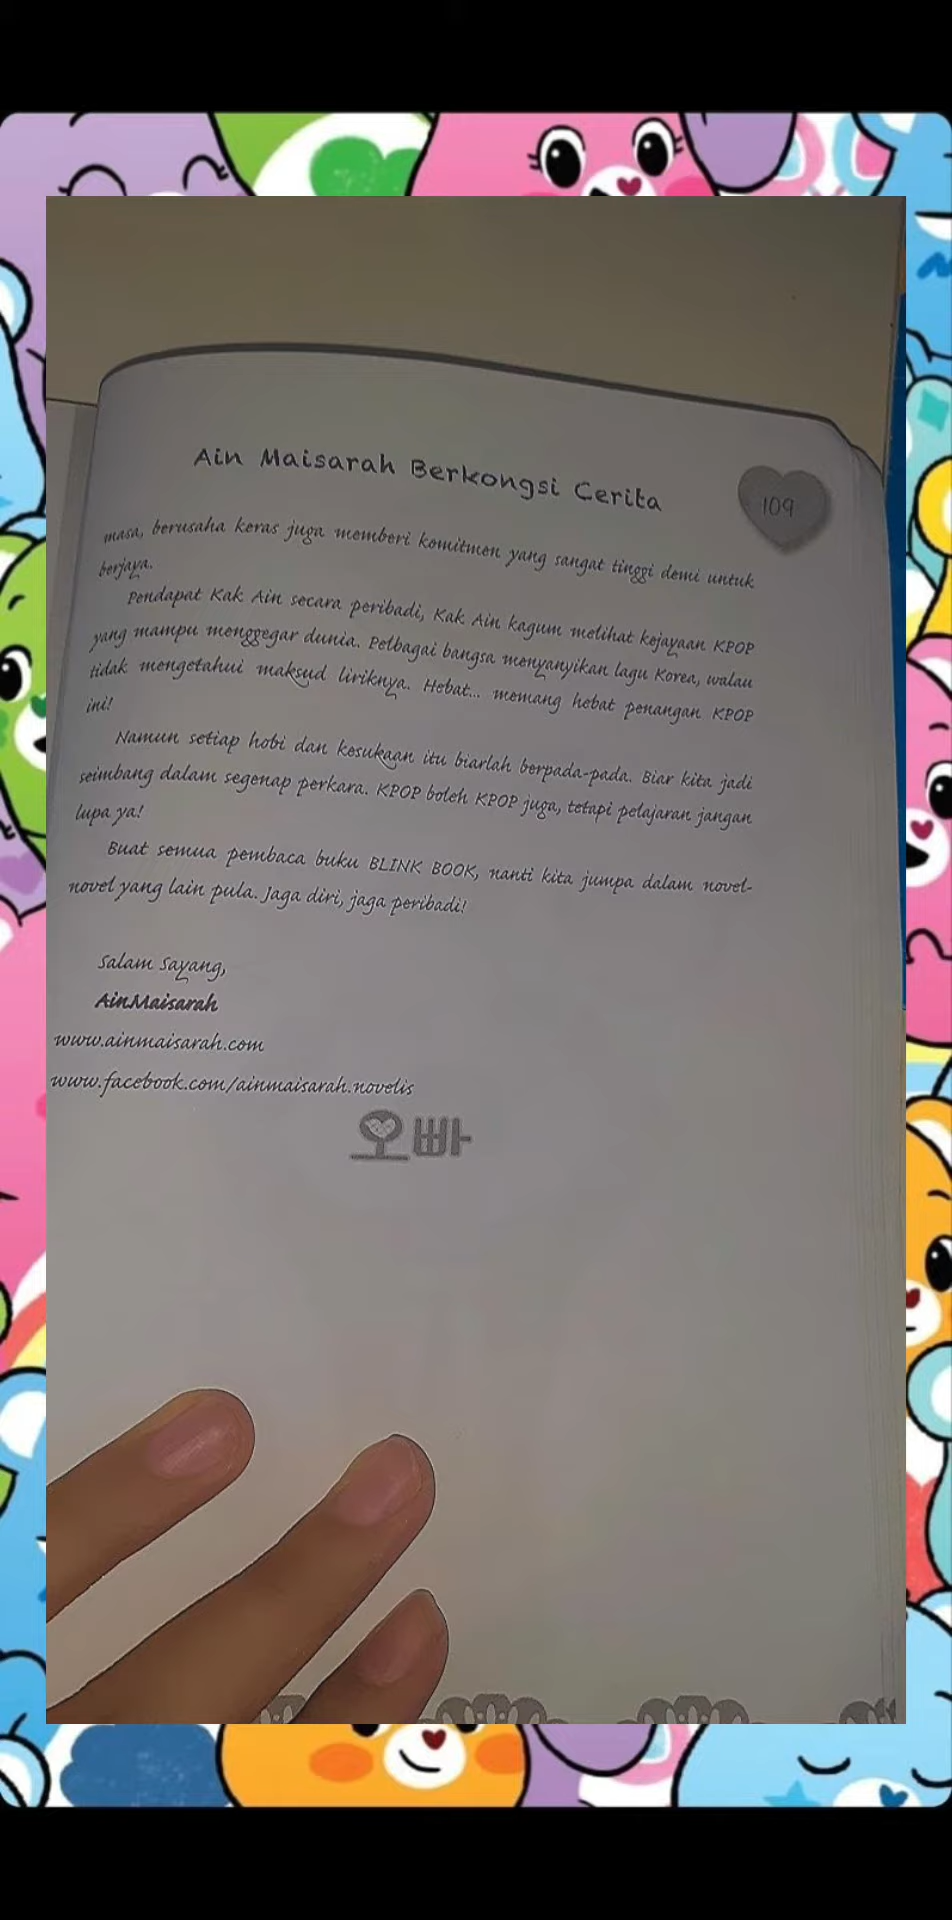 Ain Maisarah Berkongsi Cerita
109
masa, berusaha keras juga memberi komitmen yang sangat tinggi demi untuk
berjaya.
Pendapat Kak Ain secara peribadi, Kak Ain kagum melihat kejayaan KPOP
yang mampu menggegar dunia. Pelbagai bangsa menyanyikan lagu Korea, walau
tidak mengetahui maksud liriknya. Hebat... memang hebat penangan KPOP
ini!
Namun setiap hobi dan kesukaan itu biarlah berpada-pada. Biar kita jadi
seimbang dalam segenap perkara. KPOP boleh KPOP juga, tetapi pelajaran jangan
lupa ya!
Buat semua pembaca buku BLINK BOOK, nanti kita jumpa dalam novel-
novel yang lain pula. Jaga diri, jaga peribadi!
Salam Sayang,
AinMaisarah
www.ainmaisarah.com
www.facebook.com/ainmaisarah.novelis
오빠